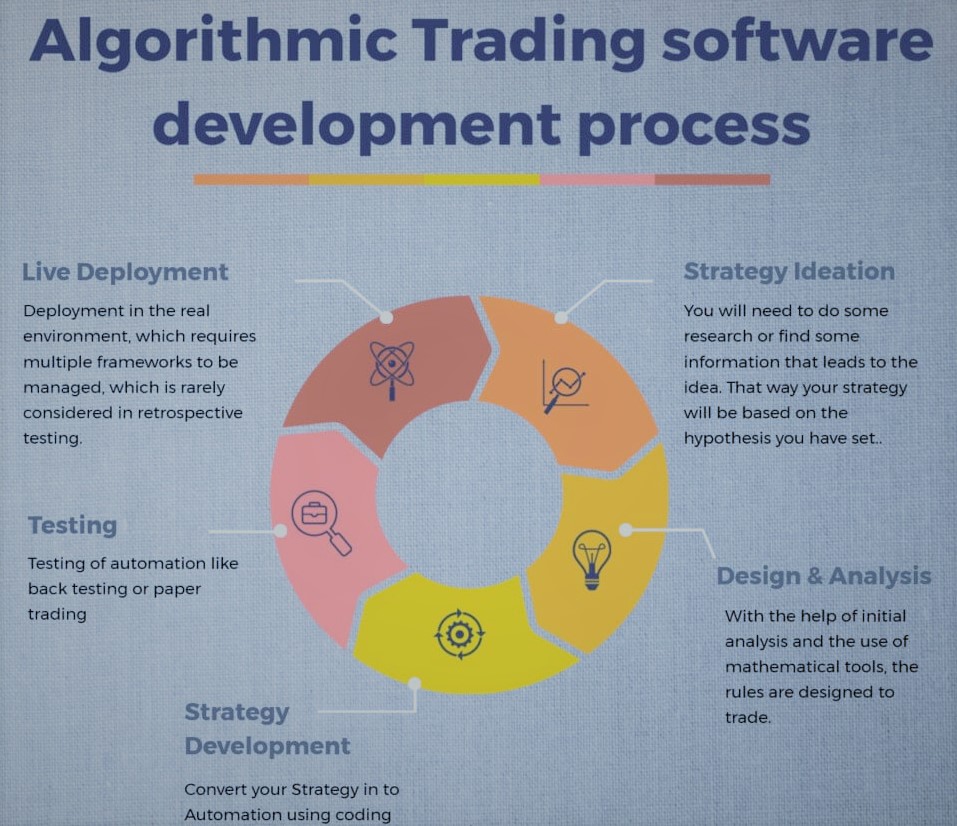 Algorithmic Trading software
development process
Live Deployment
Deployment in the real
environment, which requires
multiple frameworks to be
managed, which is rarely
considered in retrospective
testing.
Strategy Ideation
You will need to do some
research or find some
information that leads to the
idea. That way your strategy
will be based on the
hypothesis you have set..
Testing
Testing of automation like
back testing or paper
trading
Design & Analysis
With the help of initial
analysis and the use of
mathematical tools, the
rules are designed to
trade.
Strategy
Development
Convert your Strategy in to
Automation using coding